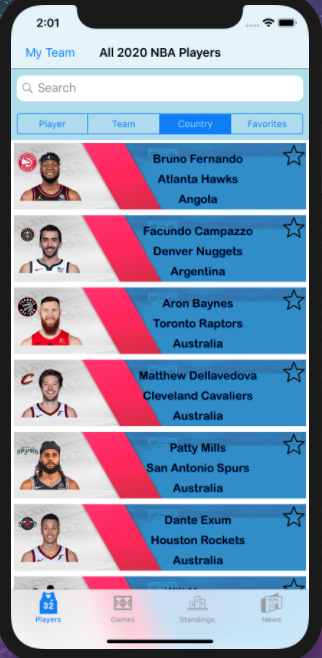 2:01
My Team
All 2020 NBA Players
Search
Player Team Country Favorites
Bruno Fernando
Atlanta Hawks
Angola
Facundo Campazzo
Denver Nuggets
Argentina
Aron Baynes
Toronto Raptors
Australia
Matthew Dellavedova
Cleveland Cavaliers
Australia
Patty Mills
San Antonio Spurs
Australia
Dante Exum
Houston Rockets
Australia
32
Players Games Standings News